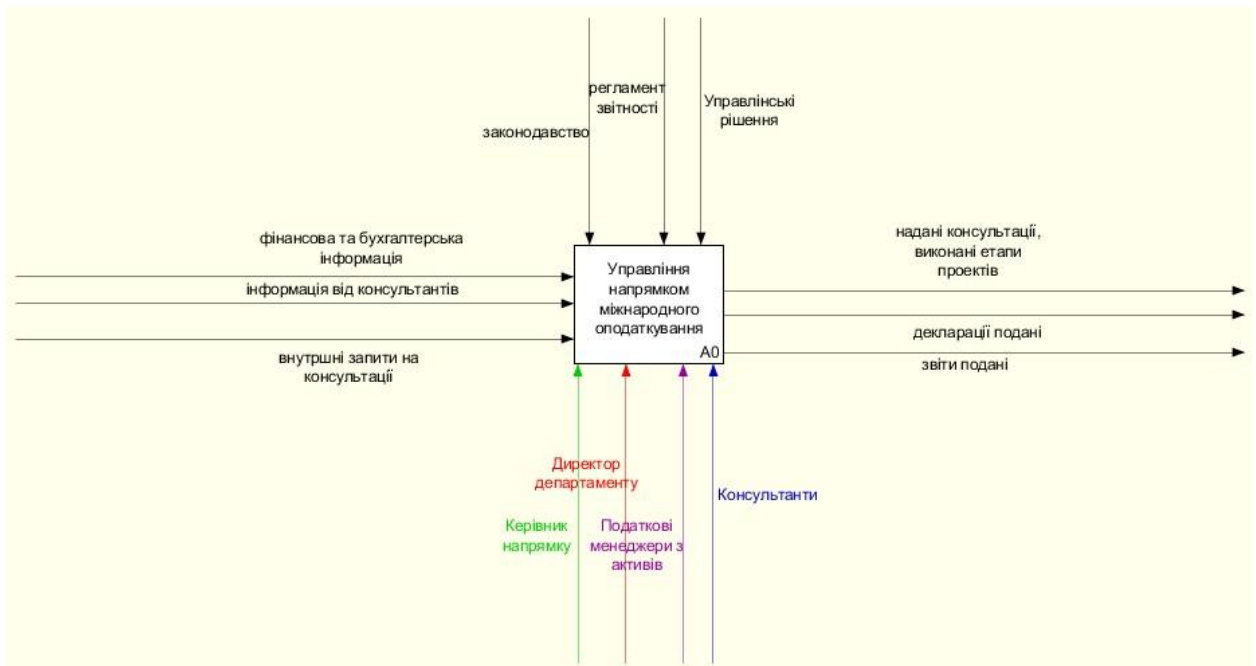 регламент
звітності
Управлінські
рішення
законодавство
фінансова та бухгалтерська
інформація
інформація від консультантів
внутршні запити на
консультації
Управління
напрямком
міжнародного
оподаткування
A0
надані консультації,
виконані етапи
проектів
декларації подані
звіти подані
Директор
департаменту
Консультанти
Керівник
напрямку
Податкові
менеджери з
активів